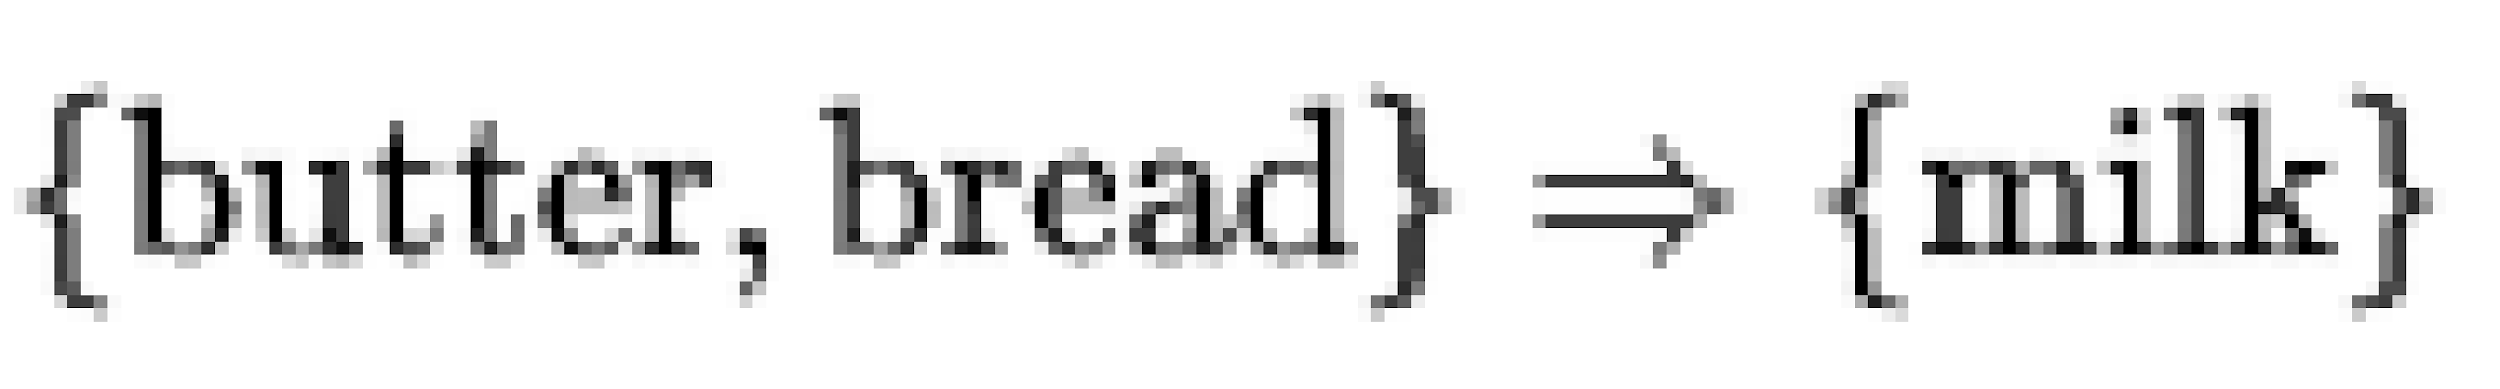 {butter, bread} ⇒ {milk}